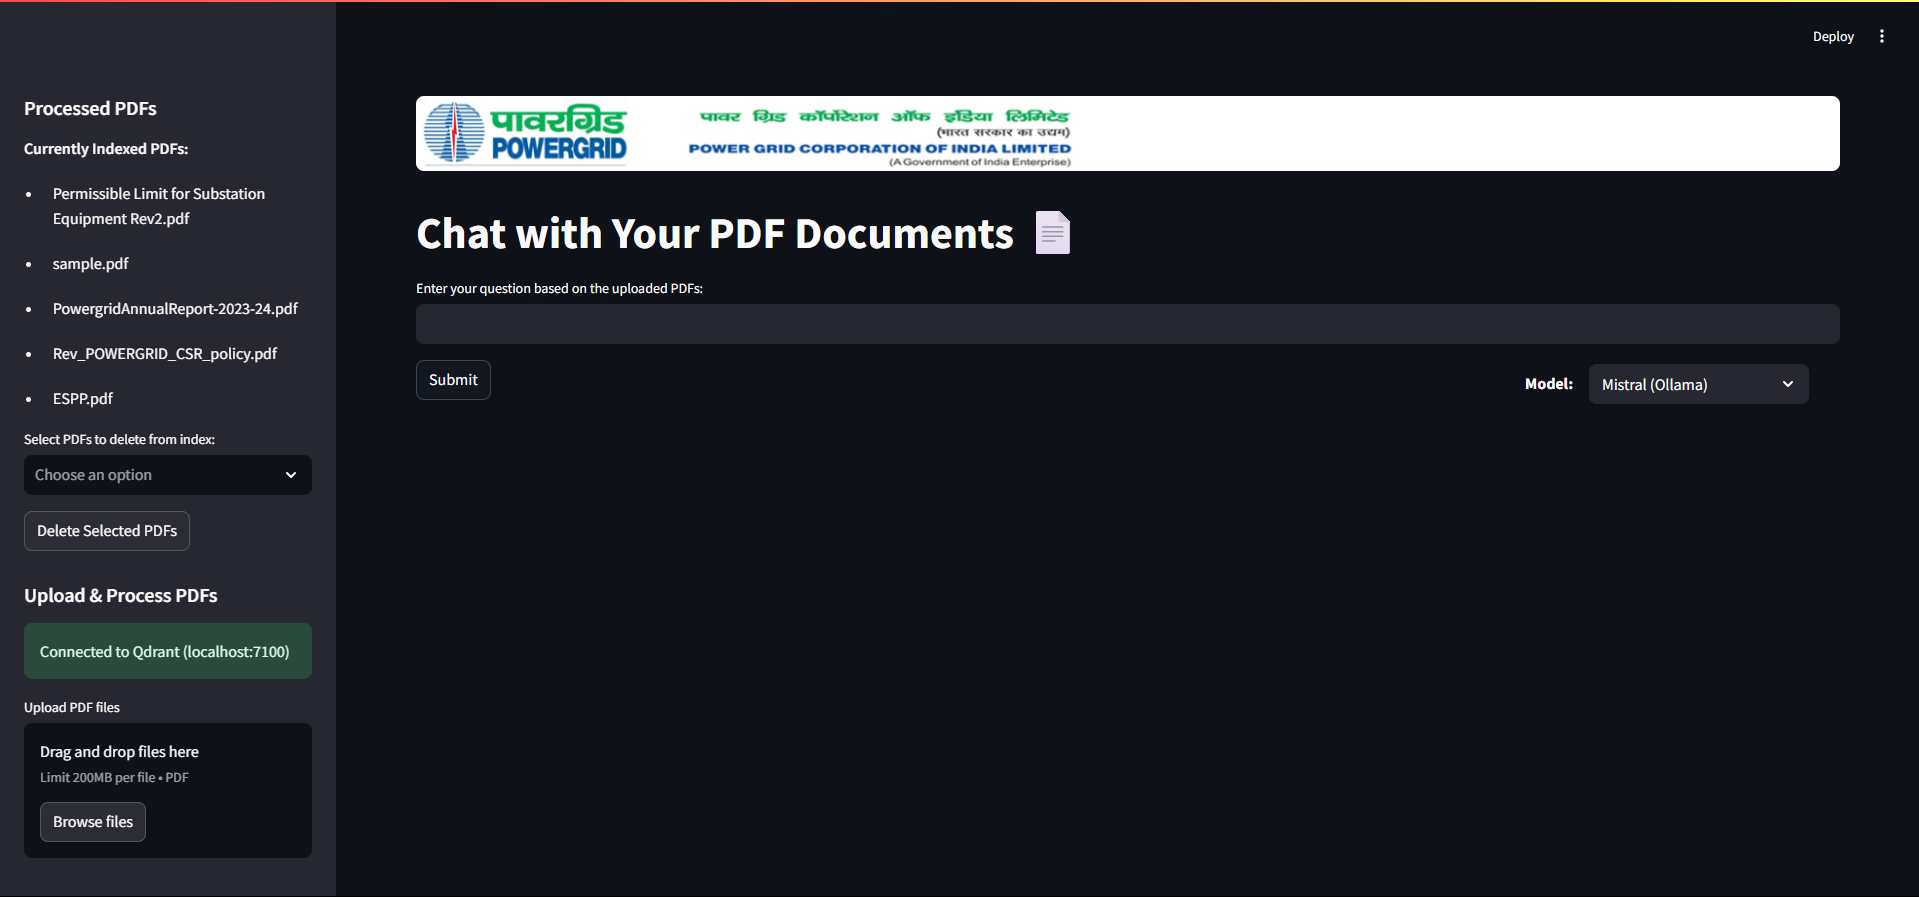 Deploy
Processed PDFs
Currently Indexed PDFs:
Permissible Limit for Substation
Equipment Rev2.pdf
sample.pdf
PowergridAnnualReport-2023-24.pdf
Rev_POWERGRID_CSR_policy.pdf
ESPP.pdf
Select PDFs to delete from index:
Choose an option
Delete Selected PDFs
Upload & Process PDFs
Connected to Qdrant (localhost:7100)
Upload PDF files
Drag and drop files here
Limit 200MB per file • PDF
Browse files
पावरग्रिड
POWERGRID
पावर ग्रिड कॉर्पोरेशन ऑफ इंडिया लिमिटेड
(भारत सरकार का उद्यम)
POWER GRID CORPORATION OF INDIA LIMITED
(A Government of India Enterprise)
Chat with Your PDF Documents
Enter your question based on the uploaded PDFs:
Submit
Model:
Mistral (Ollama)